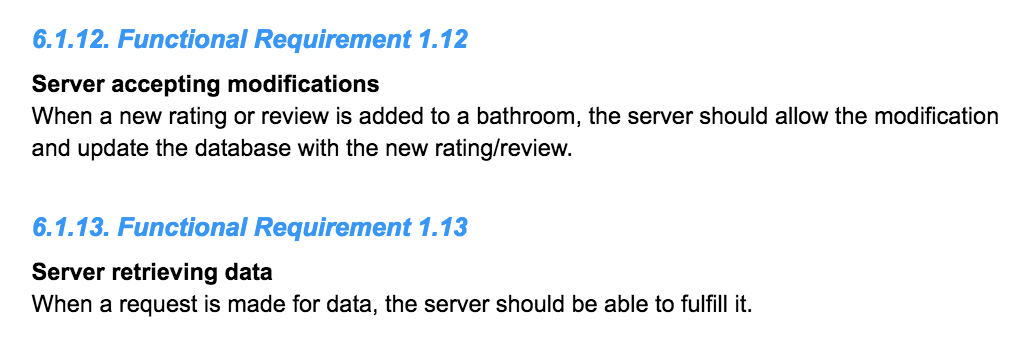 6.1.12. Functional Requirement 1.12
Server accepting modifications
When a new rating or review is added to a bathroom, the server should allow the modification
and update the database with the new rating/review.
6.1.13. Functional Requirement 1.13
Server retrieving data
When a request is made for data, the server should be able to fulfill it.